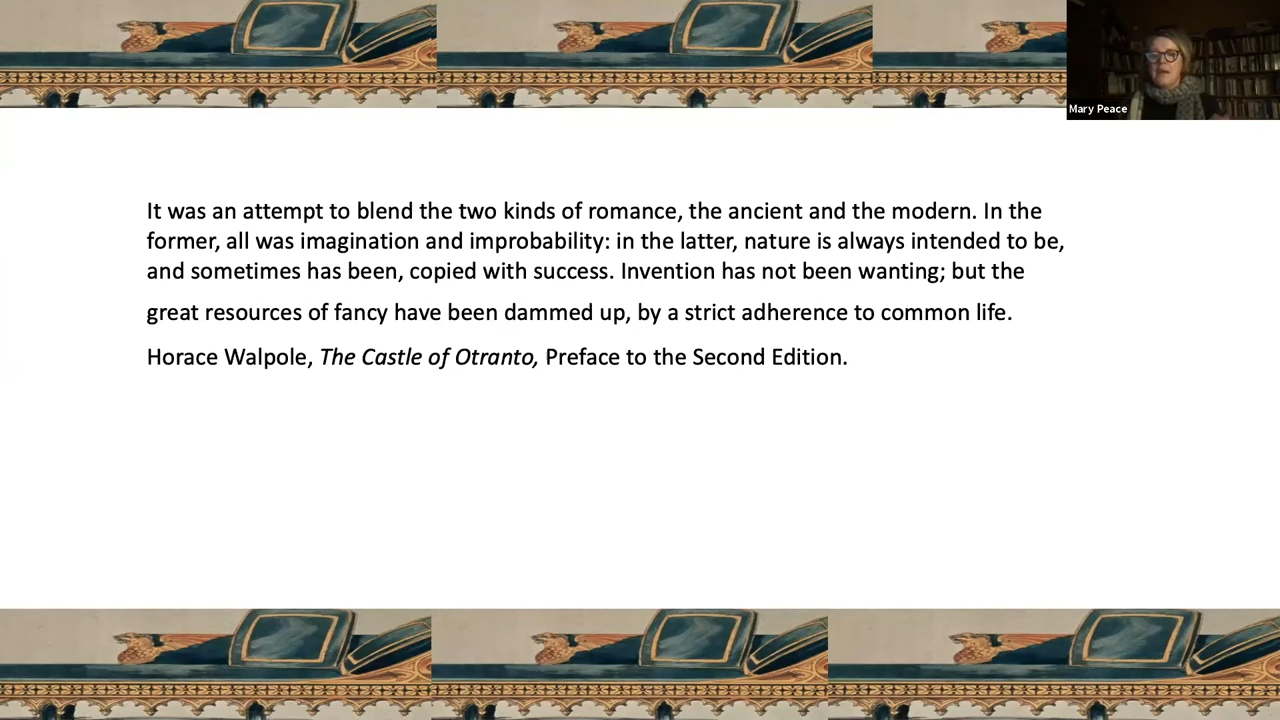 Mary Peace
It was an attempt to blend the two kinds of romance, the ancient and the modern. In the
former, all was imagination and improbability: in the latter, nature is always intended to be,
and sometimes has been, copied with success. Invention has not been wanting; but the
great resources of fancy have been dammed up, by a strict adherence to common life.
Horace Walpole, The Castle of Otranto, Preface to the Second Edition.